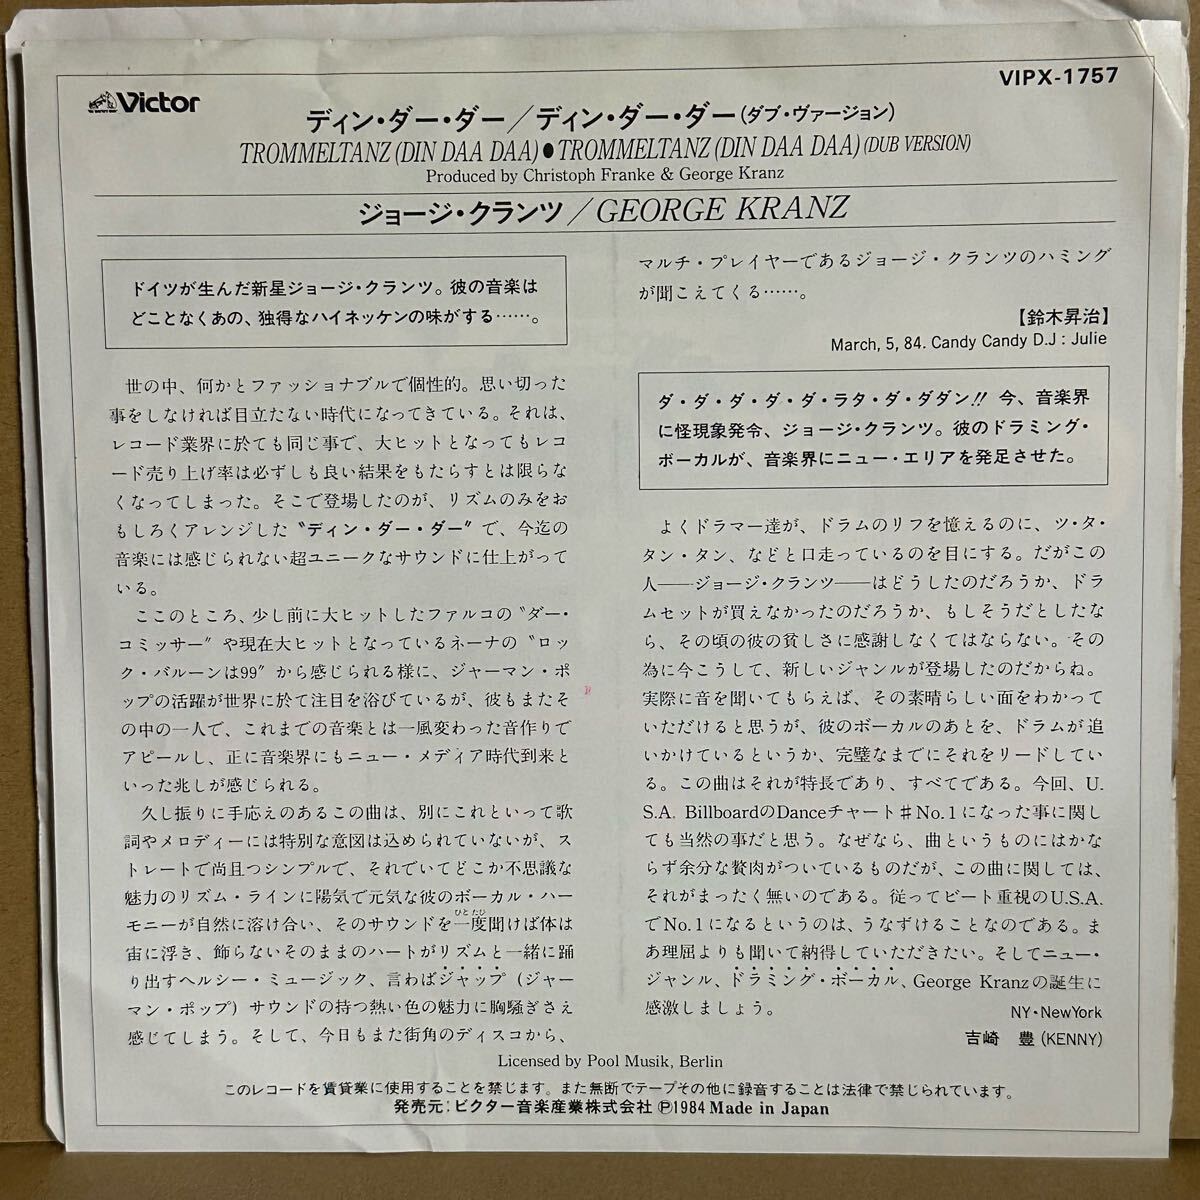 Victor
VIPX-1757
ディン・ダー・ダー／ディン・ダー・ダー(ダブ・ヴァージョン)
TROMMELTANZ (DIN DAA DAA)●TROMMELTANZ (DIN DAA DAA) (DUB VERSION)
Produced by Christoph Franke & George Kranz
ジョージ・クランツ／GEORGE KRANZ
ドイツが生んだ新星ジョージ・クランツ。彼の音楽は
どことなくあの、独得なハイネッケンの味がする……。
世の中、何かとファッショナブルで個性的。思い切った
事をしなければ目立たない時代になってきている。それは、
レコード業界に於ても同じ事で、大ヒットとなってもレコ
ード売り上げ率は必ずしも良い結果をもたらすとは限らな
くなってしまった。そこで登場したのが、リズムのみをお
もしろくアレンジした〝ディン・ダー・ダー〟で、今迄の
音楽には感じられない超ユニークなサウンドに仕上がって
いる。
ここのところ、少し前に大ヒットしたファルコの〝ダー・
コミッサー〟や現在大ヒットとなっているネーナの〝ロッ
ク・バルーンは99〟から感じられる様に、ジャーマン・ポ
ップの活躍が世界に於て注目を浴びているが、彼もまたそ
の中の一人で、これまでの音楽とは一風変わった音作りで
アピールし、正に音楽界にもニュー・メディア時代到来と
いった兆しが感じられる。
久し振りに手応えのあるこの曲は、別にこれといって歌
詞やメロディーには特別な意図は込められていないが、ス
トレートで尚且つシンプルで、それでいてどこか不思議な
魅力のリズム・ラインに陽気で元気な彼のボーカル・ハー
モニーが自然に溶け合い、そのサウンドを一度聞けば体は
ひとたび
宙に浮き、飾らないそのままのハートがリズムと一緒に踊
り出すヘルシー・ミュージック、言わばジャップ（ジャー
マン・ポップ）サウンドの持つ熱い色の魅力に胸騒ぎさえ
感じてしまう。そして、今日もまた街角のディスコから、
マルチ・プレイヤーであるジョージ・クランツのハミング
が聞こえてくる……。
【鈴木昇治】
March, 5, 84. Candy Candy D.J : Julie
ダ・ダ・ダ・ダ・ダ・ラタ・ダ・ダダン!! 今、音楽界
に怪現象発令、ジョージ・クランツ。彼のドラミング・
ボーカルが、音楽界にニュー・エリアを発足させた。
よくドラマー達が、ドラムのリフを憶えるのに、ツ・タ・
タン・タン、などと口走っているのを目にする。だがこの
人――ジョージ・クランツ――はどうしたのだろうか、ドラ
ムセットが買えなかったのだろうか、もしそうだとしたな
ら、その頃の彼の貧しさに感謝しなくてはならない。その
為に今こうして、新しいジャンルが登場したのだからね。
実際に音を聞いてもらえば、その素晴らしい面をわかって
いただけると思うが、彼のボーカルのあとを、ドラムが追
いかけているというか、完璧なまでにそれをリードしてい
る。この曲はそれが特長であり、すべてである。今回、U.
S.A. BillboardのDanceチャート♯No.1になった事に関し
ても当然の事だと思う。なぜなら、曲というものにはかな
らず余分な贅肉がついているものだが、この曲に関しては、
それがまったく無いのである。従ってビート重視のU.S.A.
でNo.1になるというのは、うなずけることなのである。ま
あ理屈よりも聞いて納得していただきたい。そしてニュー・
ジャンル、ドラミング・ボーカル、George Kranzの誕生に
感激しましょう。
NY・NewYork
吉崎 豊(KENNY)
Licensed by Pool Musik, Berlin
このレコードを賃貸業に使用することを禁じます。また無断でテープその他に録音することは法律で禁じられています。
発売元：ビクター音楽産業株式会社 Ⓟ1984 Made in Japan